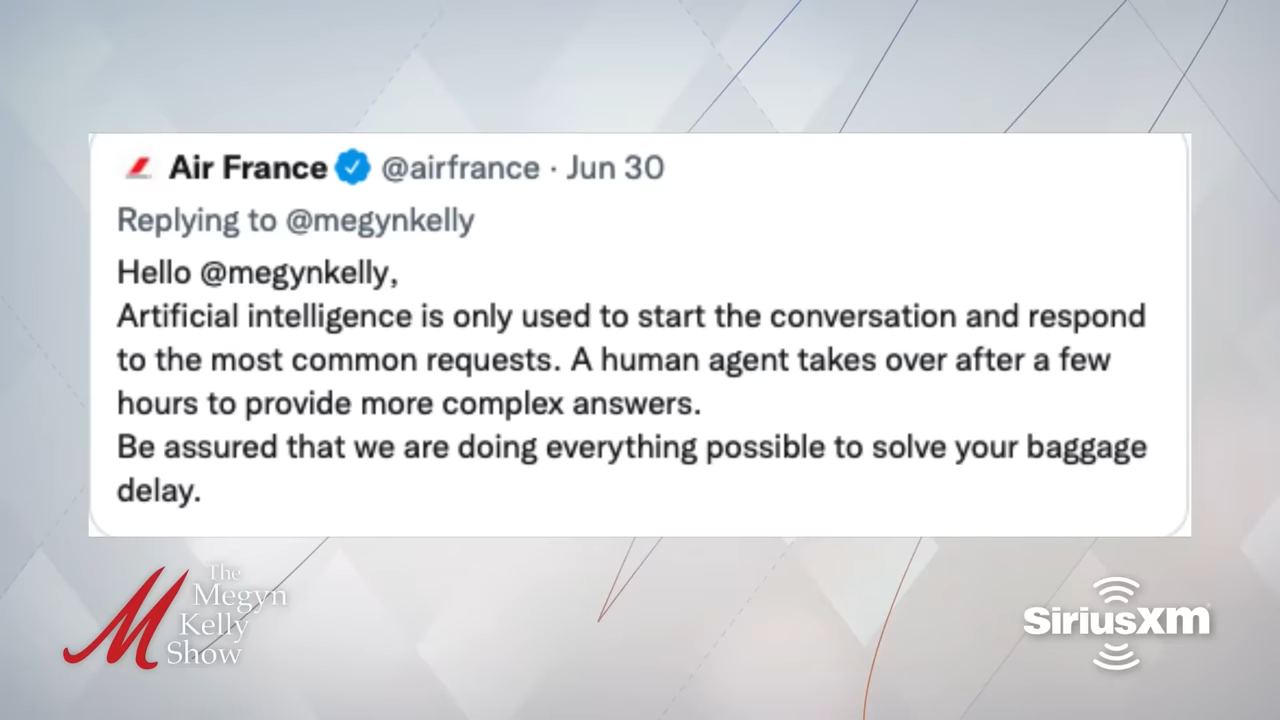 Air France @airfrance · Jun 30
Replying to @megynkelly
Hello @megynkelly,
Artificial intelligence is only used to start the conversation and respond
to the most common requests. A human agent takes over after a few
hours to provide more complex answers.
Be assured that we are doing everything possible to solve your baggage
delay.
M
The
Megyn
Kelly
Show
SiriusXM